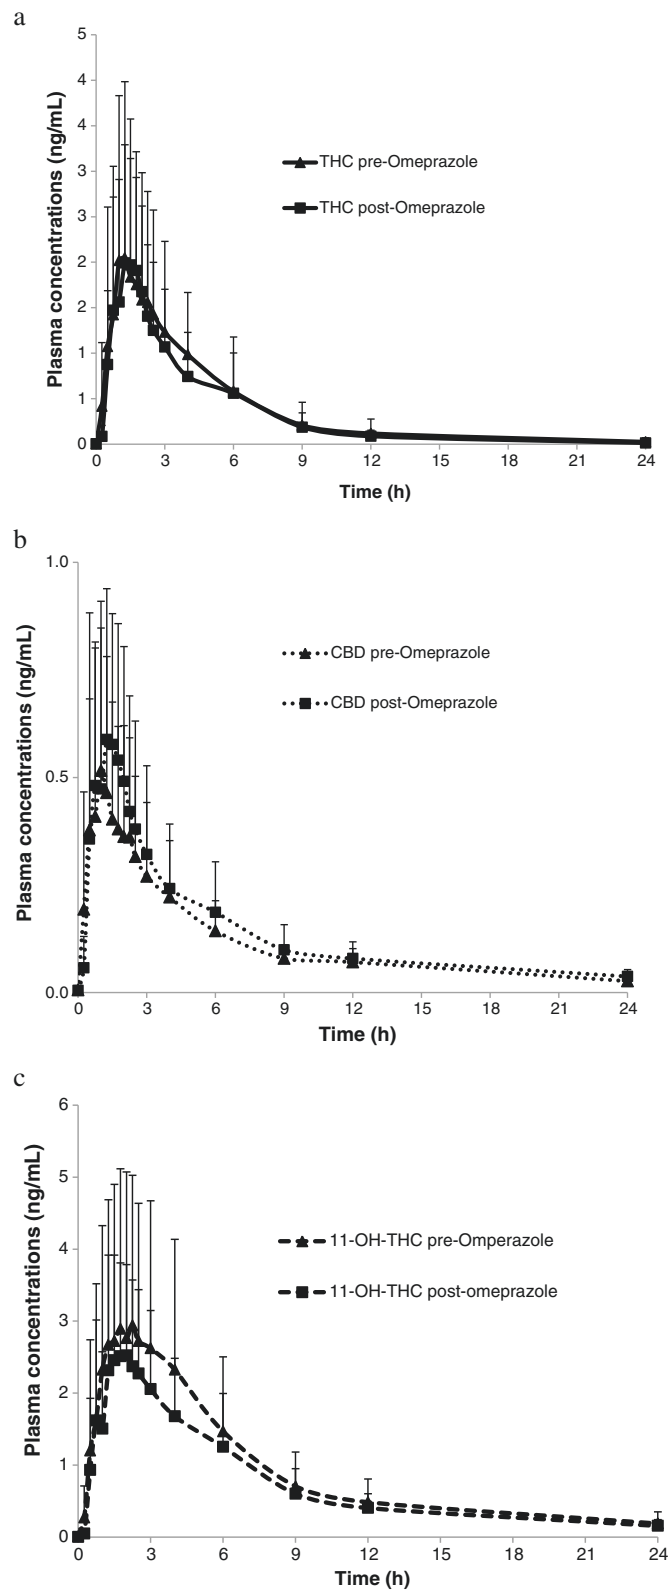 a
Plasma concentrations (ng/mL)
5
4
4
3
3
2
2
1
1
0
THC pre-Omeprazole
THC post-Omeprazole
0 3 6 9 12 15 18 21 24
Time (h)
b
Plasma concentrations (ng/mL)
1.0
0.5
0.0
CBD pre-Omeprazole
CBD post-Omeprazole
0 3 6 9 12 15 18 21 24
Time (h)
c
Plasma concentrations (ng/mL)
6
5
4
3
2
1
0
11-OH-THC pre-Omperazole
11-OH-THC post-omeprazole
0 3 6 9 12 15 18 21 24
Time (h)